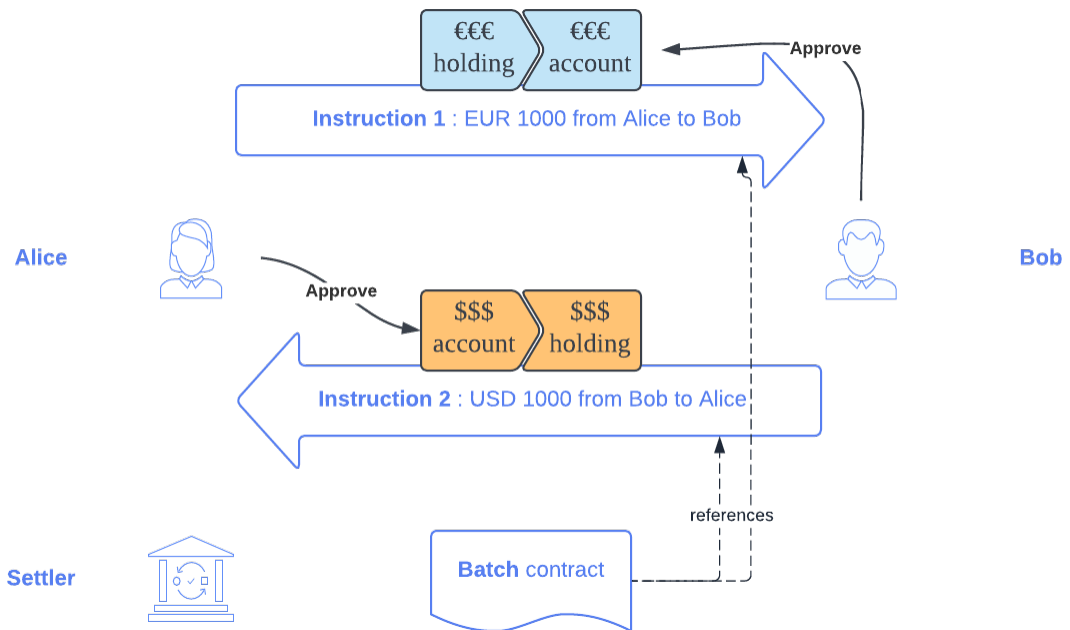 €€€ holding
€€€ account
Approve
Instruction 1 : EUR 1000 from Alice to Bob
Alice
Bob
Approve
$$$ account
$$$ holding
Instruction 2 : USD 1000 from Bob to Alice
references
Settler
Batch contract